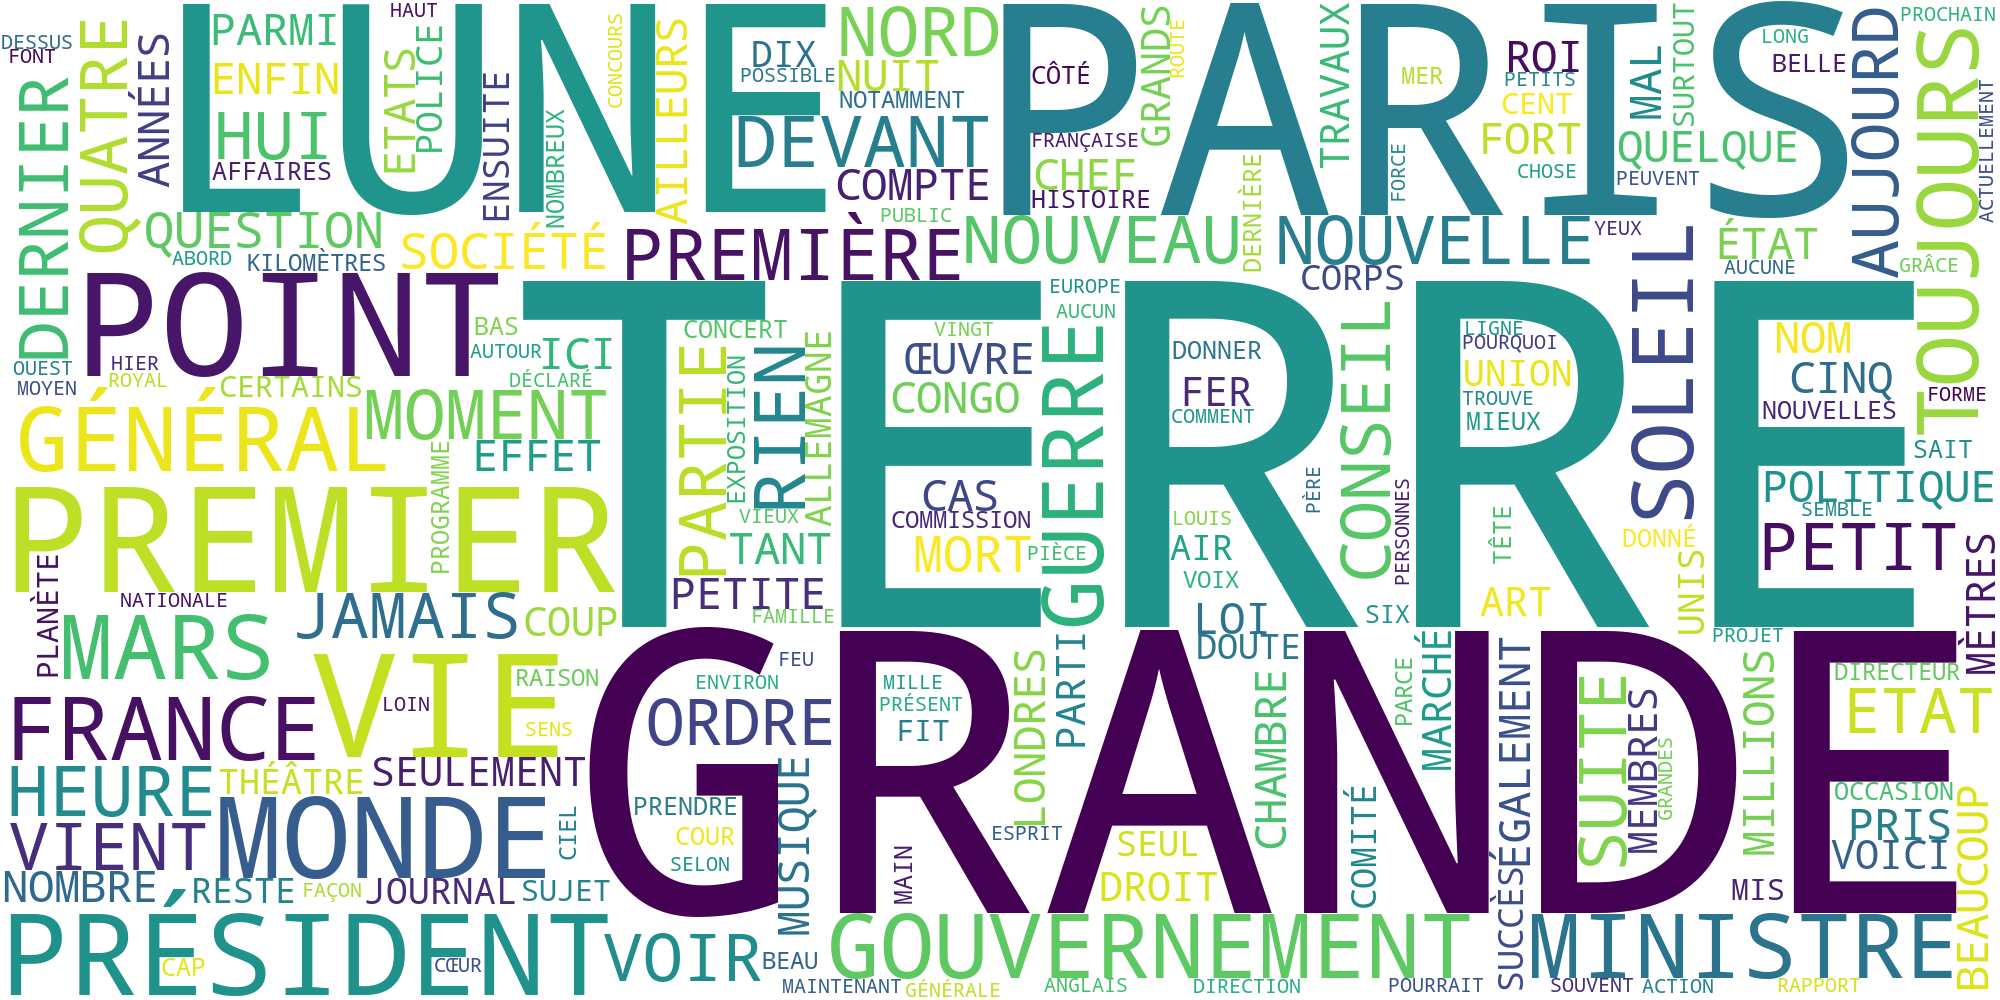 LUNE
PARIS
TERRE
GRANDE
DESSUS
FONT
HAUT
PARMI
ENFIN
HUI
AFFAIRES
QUATRE
ANNÉES
DERNIER
ETATS
POLICE
ENSUITE
NOMBREUX
CONCOURS
AILLEURS
DIX
POSSIBLE
DEVANT
NORD
NUIT
NOTAMMENT
COMPTE
PUBLIC
CÔTÉ
FRANÇAISE
CHEF
HISTOIRE
GRANDS
ROUTE
DERNIÈRE
TRAVAUX
MER
FORCE
ROI
PETITS
CENT
FORT
CHOSE
MAL
SURTOUT
QUELQUE
PEUVENT
YEUX
LONG
BELLE
PROCHAIN
AUJOURD
TOUJOURS
ACTUELLEMENT
ÉTAT
AUCUNE
GRÂCE
QUESTION
ABORD
KILOMÈTRES
SOCIÉTÉ
PREMIÈRE
NOUVEAU
NOUVELLE
CORPS
SOLEIL
POINT
OUEST
MOYEN
HIER
ROYAL
CERTAINS
BAS
AUTOUR
ICI
DÉCLARÉ
GÉNÉRAL
MOMENT
EFFET
PROGRAMME
PREMIER
CONCERT
PARTIE
EXPOSITION
RIEN
ALLEMAGNE
VIEUX
TANT
PETITE
FAMILLE
VINGT
ŒUVRE
CONGO
CAS
COMMISSION
MORT
PIÈCE
EUROPE
AUCUN
GUERRE
DONNER
FER
COMMENT
LOUIS
AIR
VOIX
LOI
DOUTE
PÈRE
CONSEIL
PERSONNES
SIX
LIGNE
POURQUOI
UNION
TROUVE
MIEUX
TÊTE
ART
DONNÉ
UNIS
NOM
CINQ
NOUVELLES
POLITIQUE
SEMBLE
PETIT
FORME
SAIT
MÈTRES
PROJET
PLANÈTE
NATIONALE
MARS
JAMAIS
COUP
VIE
RAISON
SENS
FRANCE
LOIN
HEURE
THÉÂTRE
SEULEMENT
VIENT
MONDE
CIEL
NOMBRE
RESTE
FAÇON
JOURNAL
SUJET
PRÉSIDENT
CAP
CŒUR
VOIR
FEU
ENVIRON
ORDRE
PRENDRE
COUR
SELON
MUSIQUE
BEAU
MAINTENANT
MILLE
PRÉSENT
FIT
MAIN
ESPRIT
LONDRES
PARTI
SEUL
DROIT
GOUVERNEMENT
GÉNÉRALE
ANGLAIS
DIRECTION
CHAMBRE
COMITÉ
PARCE
MARCHÉ
POURRAIT
ÉGALEMENT
SUCCÈS
SUITE
MEMBRES
GRANDES
MILLIONS
MIS
DIRECTEUR
ETAT
OCCASION
PRIS
VOICI
BEAUCOUP
MINISTRE
SOUVENT
ACTION
RAPPORT